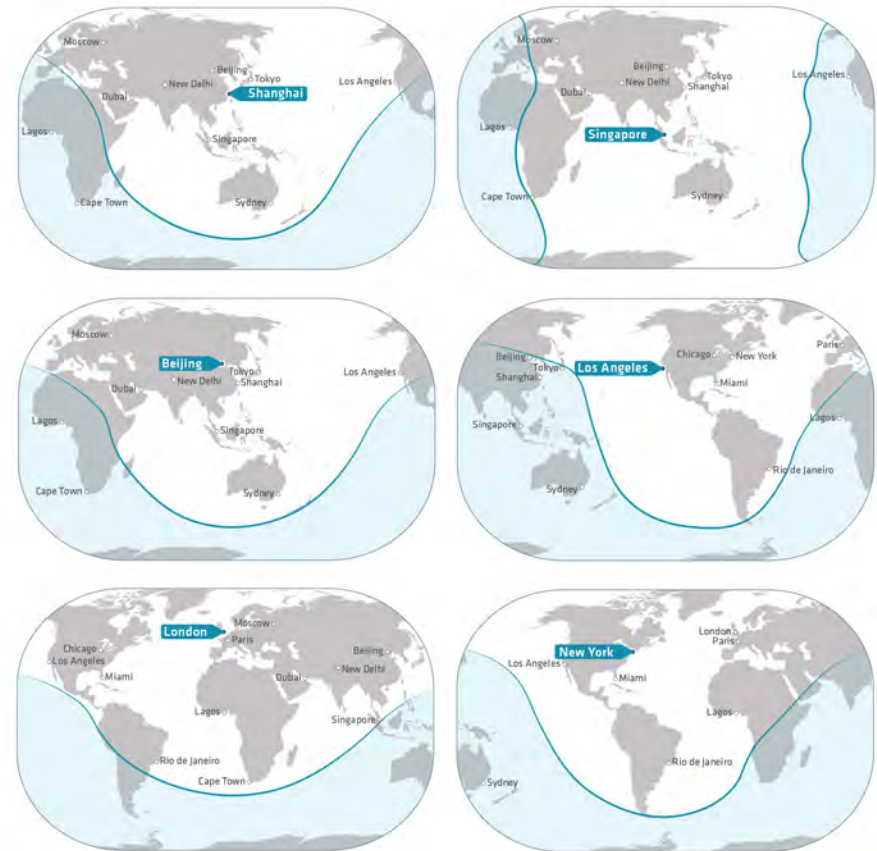 Moscow
Beijing
Tokyo
New Delhi
Los Angeles
Shanghai
Dubai
Lagos
Singapore
Cape Town
Sydney
Moscow
Beijing
Tokyo
Los Angeles
New Delhi
Shanghai
Dubai
Lagos
Singapore
Cape Town
Sydney
Moscow
Beijing
Tokyo
Los Angeles
New Delhi
Shanghai
Dubai
Lagos
Singapore
Cape Town
Sydney
Paris
Chicago
New York
Beijing
Tokyo
Los Angeles
Shanghai
Miami
Singapore
Lagos
Rio de Janeiro
Sydney
Moscow
London
Paris
Chicago
Beijing
Los Angeles
New Delhi
Miami
Dubai
Lagos
Singapore
Rio de Janeiro
Cape Town
London
Paris
New York
Los Angeles
Miami
Lagos
Rio de Janeiro
Sydney